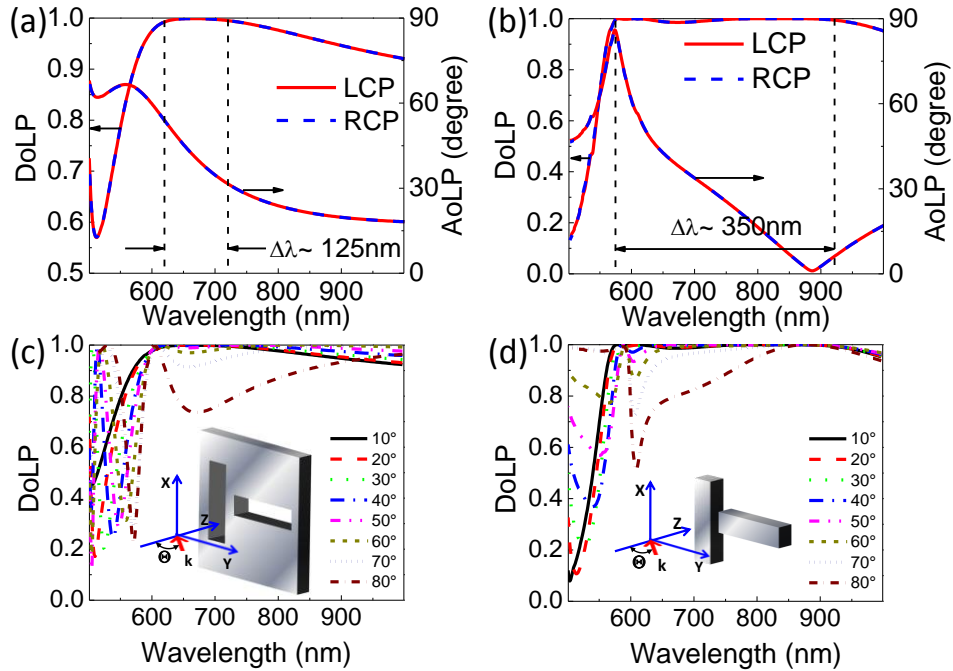 (a)
1.0
0.9
0.8
0.7
0.6
0.5
DoLP
90
60
30
0
AoLP (degree)
LCP
RCP
Δλ~ 125nm
600 700 800 900
Wavelength (nm)
(b)
1.0
0.8
0.6
0.4
0.2
0.0
DoLP
90
60
30
0
AoLP (degree)
LCP
RCP
Δλ~ 350nm
600 700 800 900
Wavelength (nm)
(c)
1.0
0.8
0.6
0.4
0.2
0.0
DoLP
X
Z
Y
k
Θ
10°
20°
30°
40°
50°
60°
70°
80°
600 700 800 900
Wavelength (nm)
(d)
1.0
0.8
0.6
0.4
0.2
0.0
DoLP
X
Z
Y
k
Θ
10°
20°
30°
40°
50°
60°
70°
80°
600 700 800 900
Wavelength (nm)